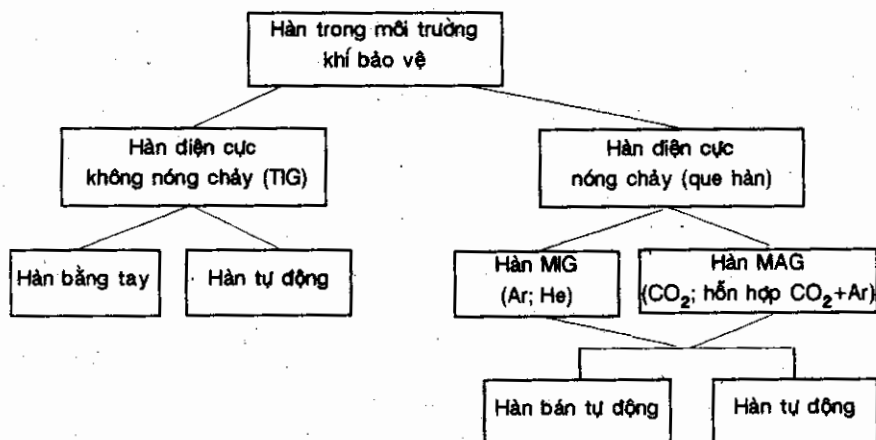 Hàn trong môi trường
khí bảo vệ
Hàn điện cực
không nóng chảy (TIG)
Hàn điện cực
nóng chảy (que hàn)
Hàn bằng tay
Hàn tự động
Hàn MIG
(Ar; He)
Hàn MAG
(CO₂; hỗn hợp CO₂+Ar)
Hàn bán tự động
Hàn tự động